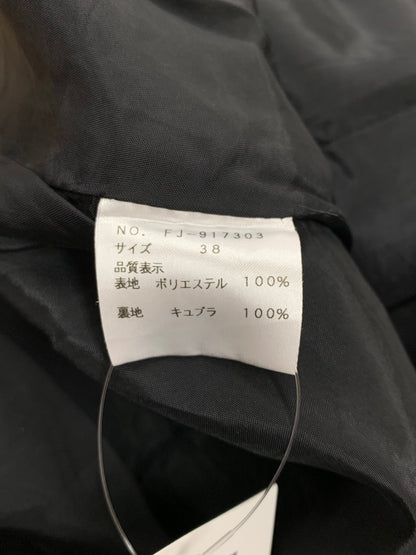 NO. FJ-917303
サイズ 38
品質表示
表地 ポリエステル 100%
裏地 キュプラ 100%